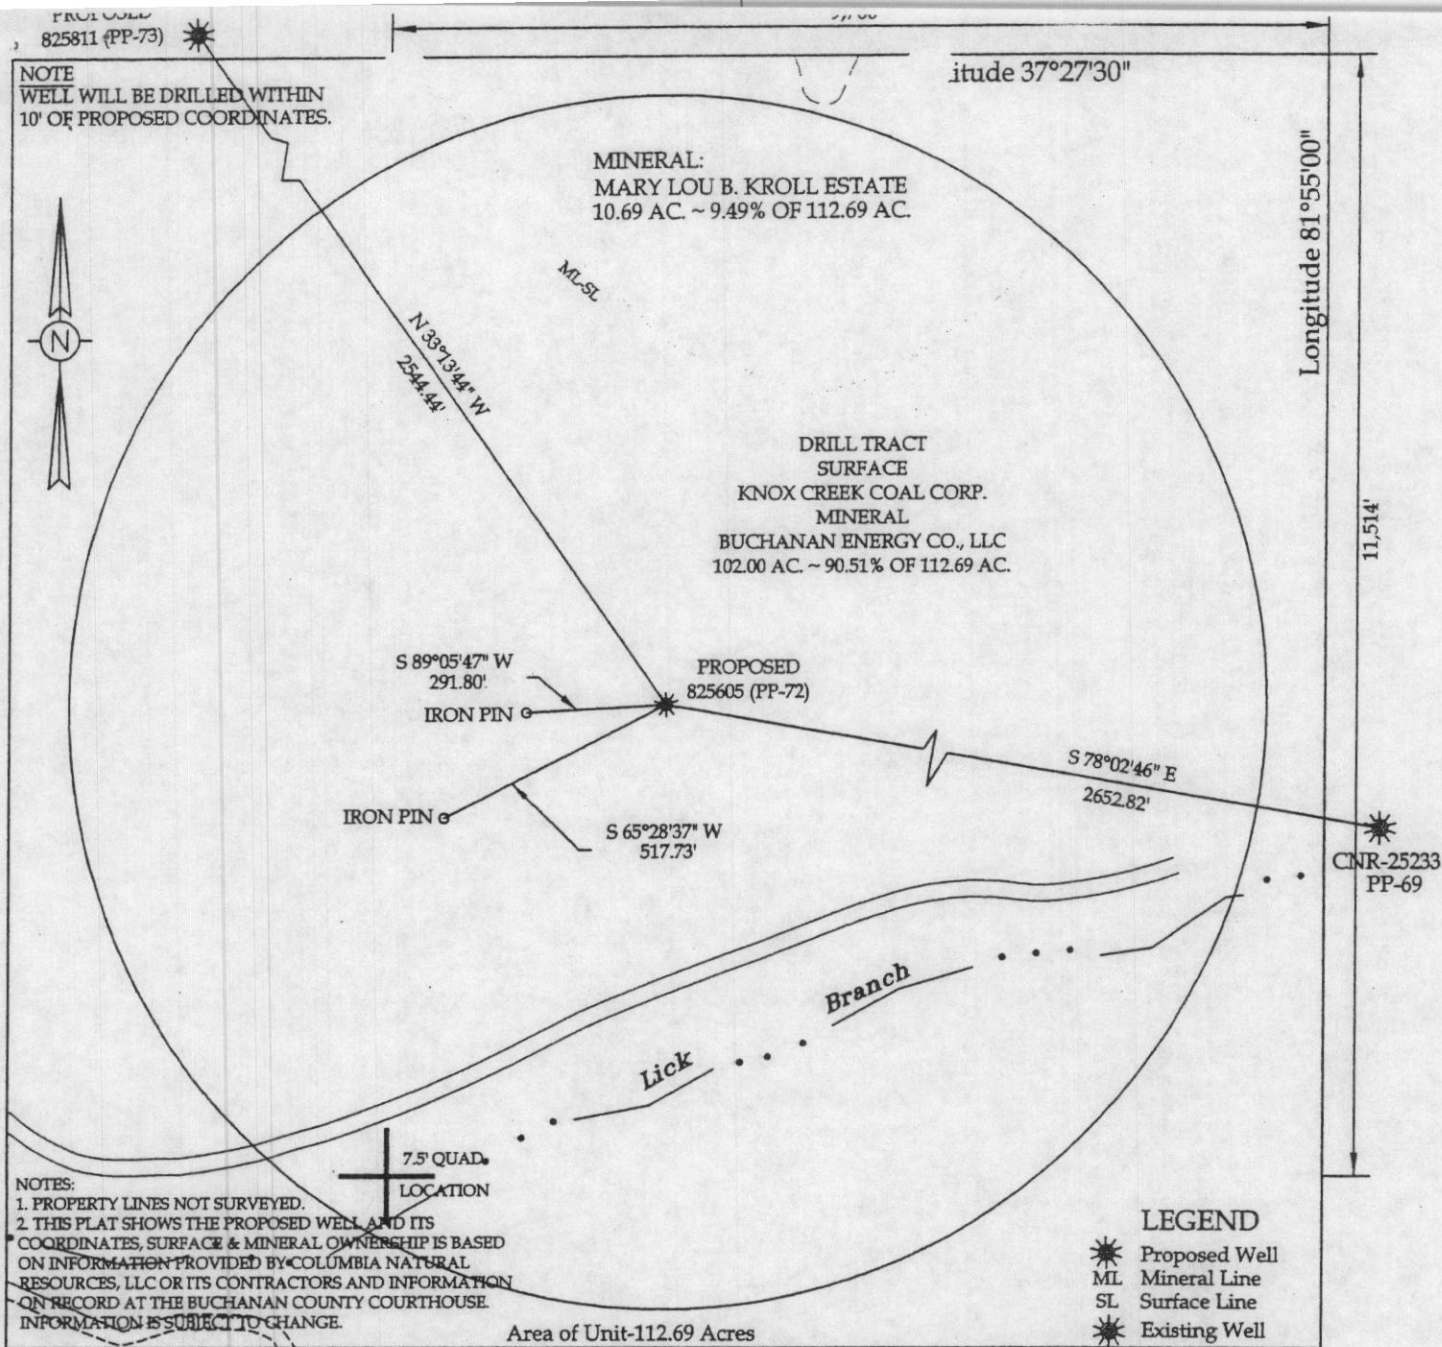 PROPOSED
825811 (PP-73)
NOTE
WELL WILL BE DRILLED WITHIN
10' OF PROPOSED COORDINATES.
itude 37°27'30"
Longitude 81°55'00"
11,514'
MINERAL:
MARY LOU B. KROLL ESTATE
10.69 AC. ~ 9.49% OF 112.69 AC.
ML-SL
N
N 33°13'44" W
2544.44'
DRILL TRACT
SURFACE
KNOX CREEK COAL CORP.
MINERAL
BUCHANAN ENERGY CO., LLC
102.00 AC. ~ 90.51% OF 112.69 AC.
S 89°05'47" W
291.80'
IRON PIN
PROPOSED
825605 (PP-72)
S 78°02'46" E
2652.82'
IRON PIN
S 65°28'37" W
517.73'
CNR-25233
PP-69
Lick Branch
7.5' QUAD.
LOCATION
NOTES:
1. PROPERTY LINES NOT SURVEYED.
2. THIS PLAT SHOWS THE PROPOSED WELL AND ITS
COORDINATES, SURFACE & MINERAL OWNERSHIP IS BASED
ON INFORMATION PROVIDED BY COLUMBIA NATURAL
RESOURCES, LLC OR ITS CONTRACTORS AND INFORMATION
ON RECORD AT THE BUCHANAN COUNTY COURTHOUSE.
INFORMATION IS SUBJECT TO CHANGE.
Area of Unit-112.69 Acres
LEGEND
Proposed Well
ML Mineral Line
SL Surface Line
Existing Well